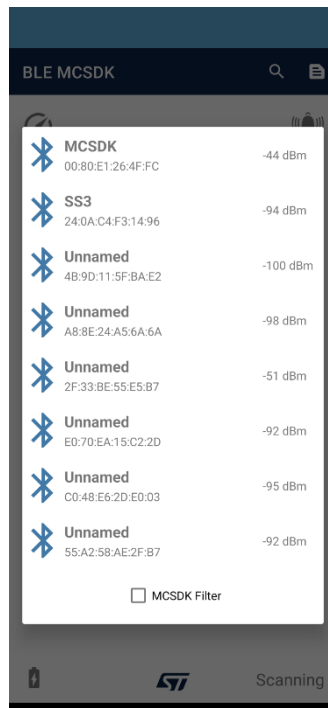 BLE MCSDK
MCSDK
00:80:E1:26:4F:FC
-44 dBm
SS3
24:0A:C4:F3:14:96
-94 dBm
Unnamed
4B:9D:11:5F:BA:E2
-100 dBm
Unnamed
A8:8E:24:A5:6A:6A
-98 dBm
Unnamed
2F:33:BE:55:E5:B7
-51 dBm
Unnamed
E0:70:EA:15:C2:2D
-92 dBm
Unnamed
C0:48:E6:2D:E0:03
-95 dBm
Unnamed
55:A2:58:AE:2F:B7
-92 dBm
MCSDK Filter
ST
Scanning